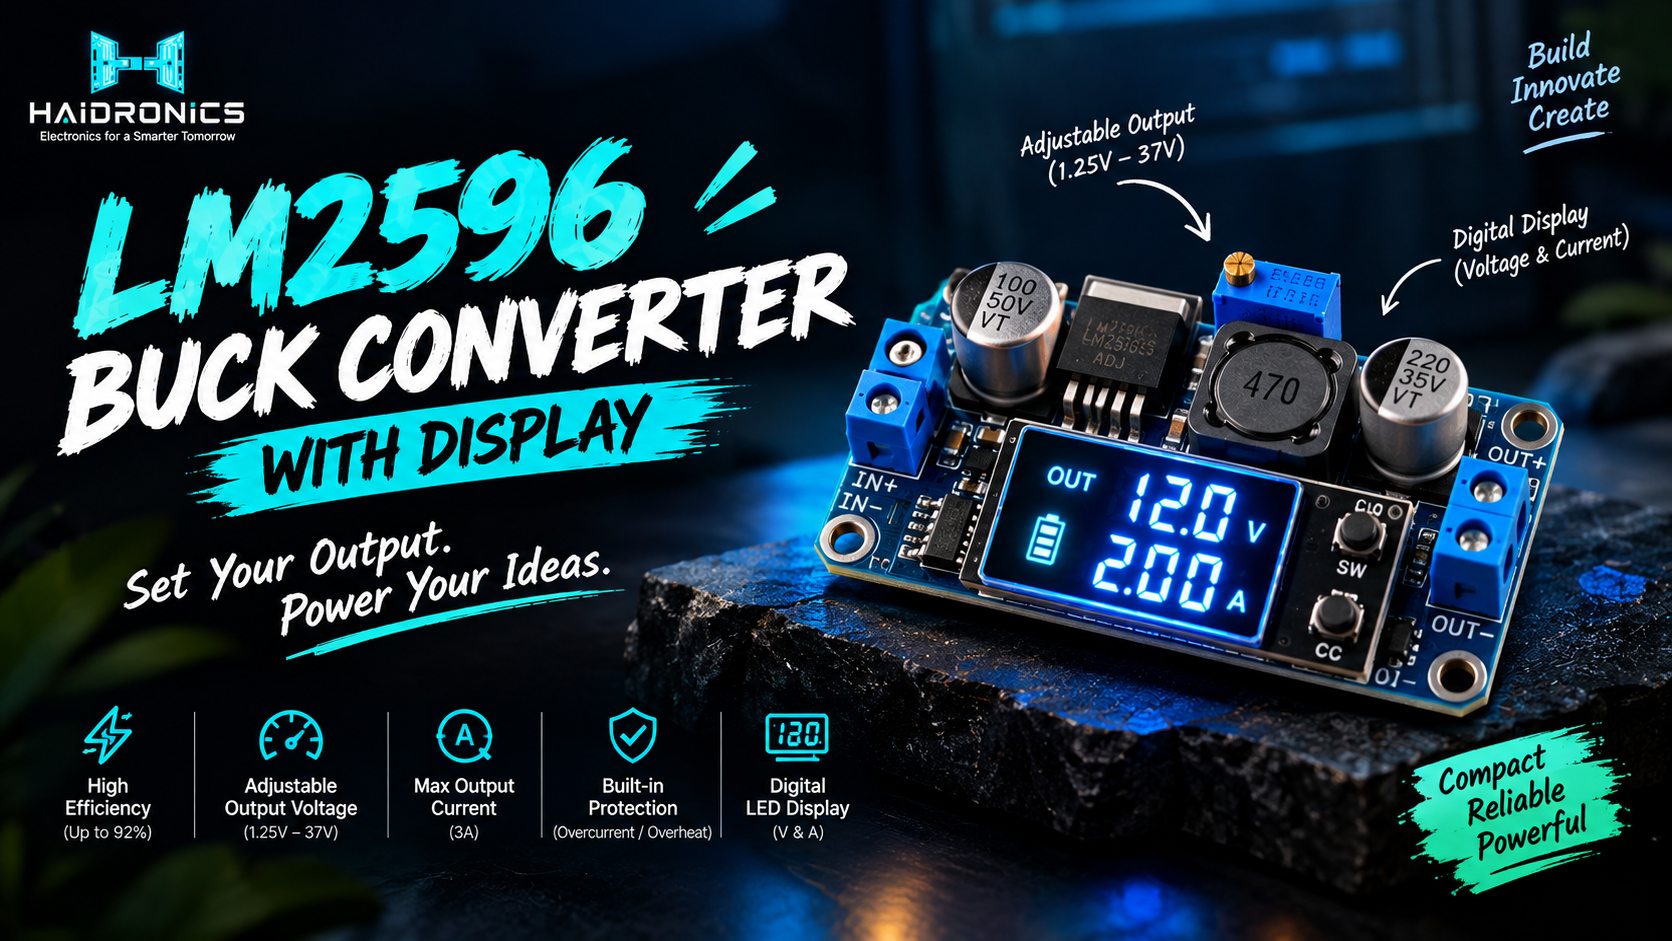 HAiDRONiCS
Electronics for a Smarter Tomorrow
LM2596
BUCK CONVERTER
WITH DISPLAY
Set Your Output.
Power Your Ideas.
Build
Innovate
Create
Adjustable Output
(1.25V – 37V)
Digital Display
(Voltage & Current)
100
50V
VT
ADJ
470
220
35V
VT
IN+
IN-
OUT+
OUT 12.0 V
2.00 A
SW
CC
OUT-
High
Efficiency
(Up to 92%)
Adjustable
Output Voltage
(1.25V – 37V)
Max Output
Current
(3A)
Built-in
Protection
(Overcurrent / Overheat)
Digital
LED Display
(V & A)
Compact
Reliable
Powerful